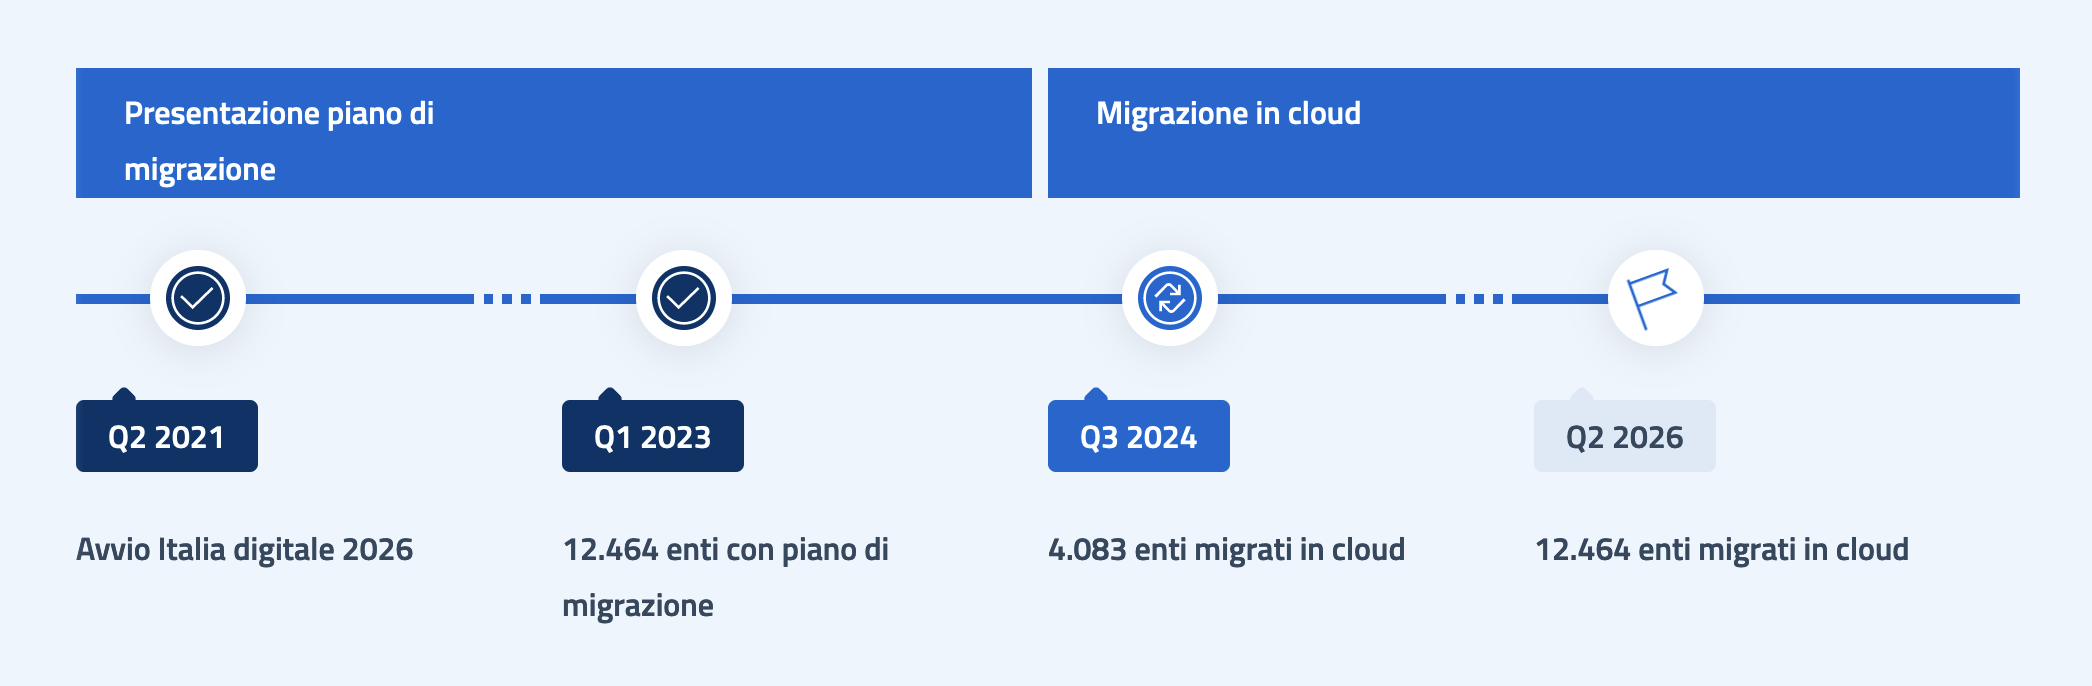 Presentazione piano di
migrazione
Migrazione in cloud
Q2 2021
Q1 2023
Q3 2024
Q2 2026
Avvio Italia digitale 2026
12.464 enti con piano di
migrazione
4.083 enti migrati in cloud
12.464 enti migrati in cloud